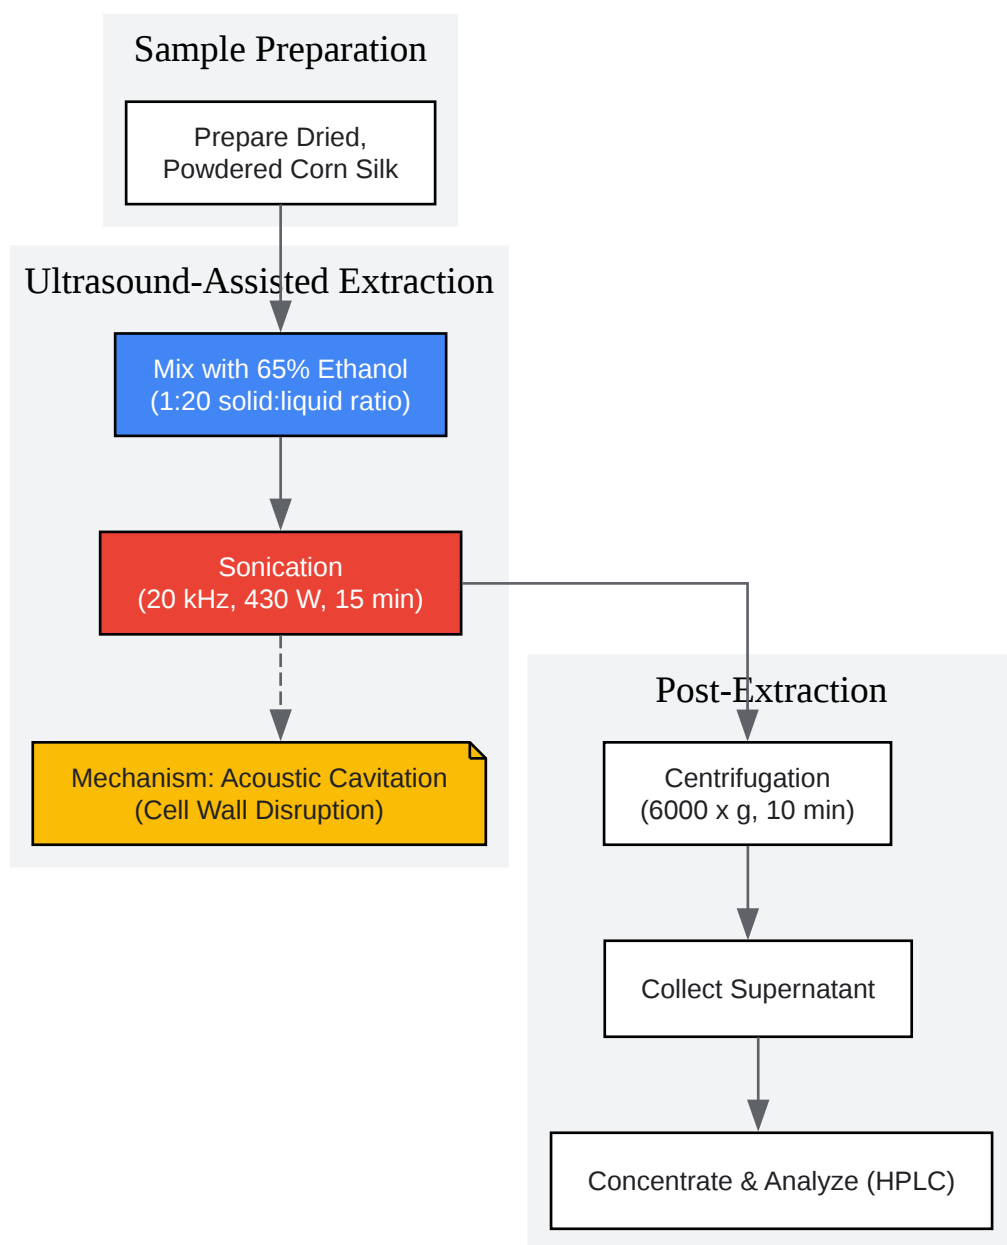 Sample Preparation
Prepare Dried,
Powdered Corn Silk
Ultrasound-Assisted Extraction
Mix with 65% Ethanol
(1:20 solid:liquid ratio)
Sonication
(20 kHz, 430 W, 15 min)
Mechanism: Acoustic Cavitation
(Cell Wall Disruption)
Post-Extraction
Centrifugation
(6000 x g, 10 min)
Collect Supernatant
Concentrate & Analyze (HPLC)